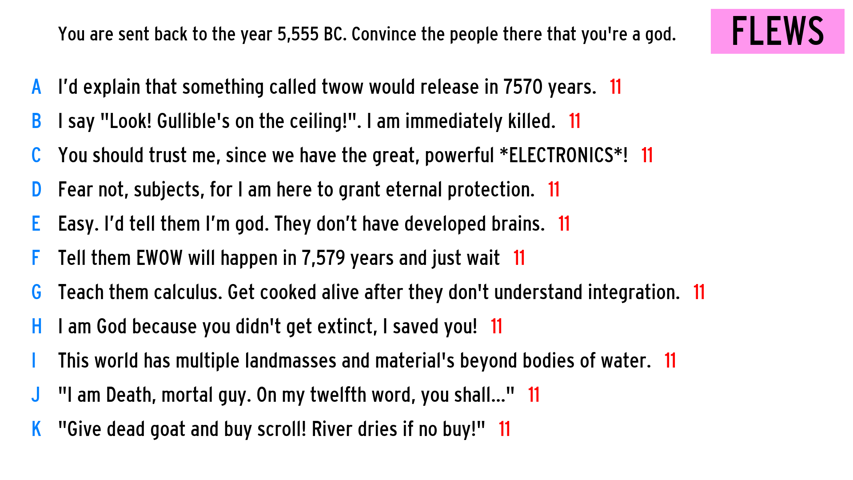 You are sent back to the year 5,555 BC. Convince the people there that you're a god. FLEWS
A I'd explain that something called twow would release in 7570 years. 11
B I say "Look! Gullible's on the ceiling!". I am immediately killed. 11
C You should trust me, since we have the great, powerful *ELECTRONICS*! 11
D Fear not, subjects, for I am here to grant eternal protection. 11
E Easy. I'd tell them I'm god. They don't have developed brains. 11
F Tell them EWOW will happen in 7,579 years and just wait 11
G Teach them calculus. Get cooked alive after they don't understand integration. 11
H I am God because you didn't get extinct, I saved you! 11
I This world has multiple landmasses and material's beyond bodies of water. 11
J "I am Death, mortal guy. On my twelfth word, you shall..." 11
K "Give dead goat and buy scroll! River dries if no buy!" 11